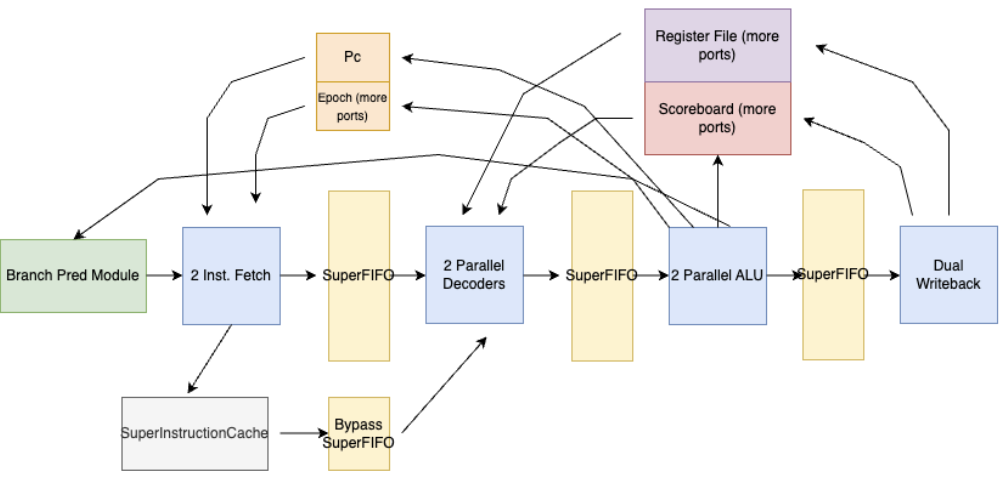 Register File (more
ports)
Pc
Epoch (more
ports)
Scoreboard (more
ports)
Branch Pred Module
2 Inst. Fetch
SuperFIFO
2 Parallel
Decoders
SuperFIFO
2 Parallel ALU
SuperFIFO
Dual
Writeback
SuperInstructionCache
Bypass
SuperFIFO